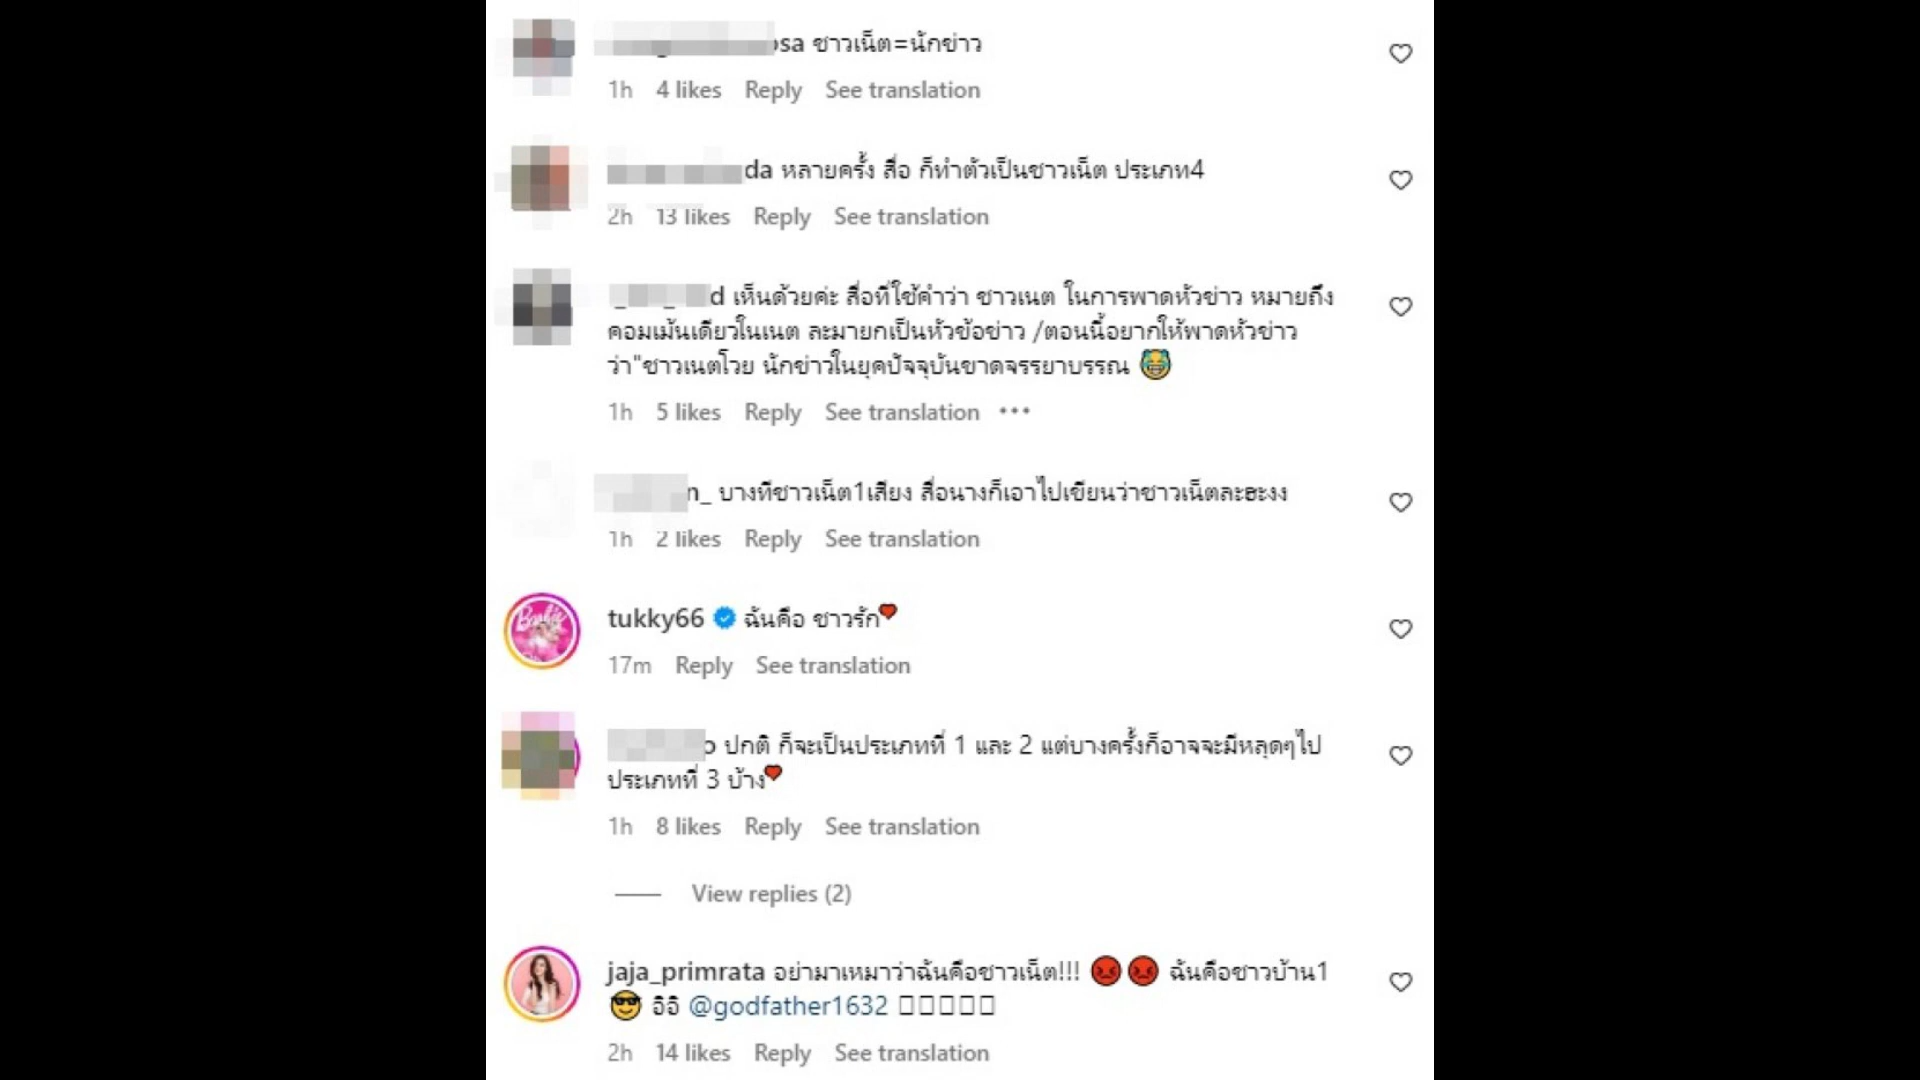 osa ชาวเน็ต=นักข่าว
1h 4 likes Reply See translation
da หลายครั้ง สื่อ ก็ทำตัวเป็นชาวเน็ต ประเภท4
2h 13 likes Reply See translation
d เห็นด้วยค่ะ สื่อที่ใช้คำว่า ชาวเนต ในการพาดหัวข่าว หมายถึง
คอมเม้นเดียวในเนต ละมายกเป็นหัวข้อข่าว /ตอนนี้อยากให้พาดหัวข่าว
ว่า"ชาวเนตโวย นักข่าวในยุคปัจจุบันขาดจรรยาบรรณ 😹
1h 5 likes Reply See translation •••
n_ บางทีชาวเน็ต1เสียง สื่อนางก็เอาไปเขียนว่าชาวเน็ตละฮะงง
1h 2 likes Reply See translation
tukky66 ฉันคือ ชาวรัก❤
17m Reply See translation
o ปกติ ก็จะเป็นประเภทที่ 1 และ 2 แต่บางครั้งก็อาจจะมีหลุดๆไป
ประเภทที่ 3 บ้าง❤
1h 8 likes Reply See translation
View replies (2)
jaja_primrata อย่ามาเหมาว่าฉันคือชาวเน็ต!!! 😡😡 ฉันคือชาวบ้าน1
😎 อิอิ @godfather1632 □□□□□
2h 14 likes Reply See translation